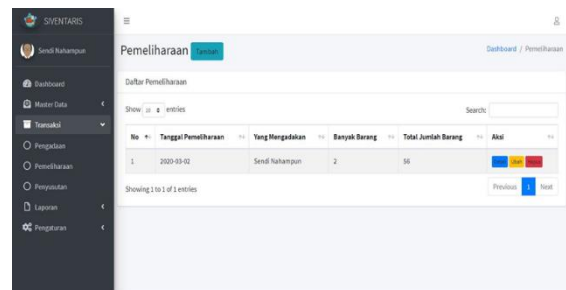 SIVENTARIS
Sendi Nahampun
Dashboard
Master Data
Transaksi
Pengadaan
Pemeliharaan
Penyusutan
Laporan
Pengaturan
Pemeliharaan Tambah
Dashboard / Pemeliharaan
Daftar Pemeliharaan
Show 10 entries
Search:
No Tanggal Pemeliharaan Yang Mengadakan Banyak Barang Total Jumlah Barang Aksi
1 2020-03-02 Sendi Nahampun 2 56 Ubah
Showing 1 to 1 of 1 entries
Previous 1 Next